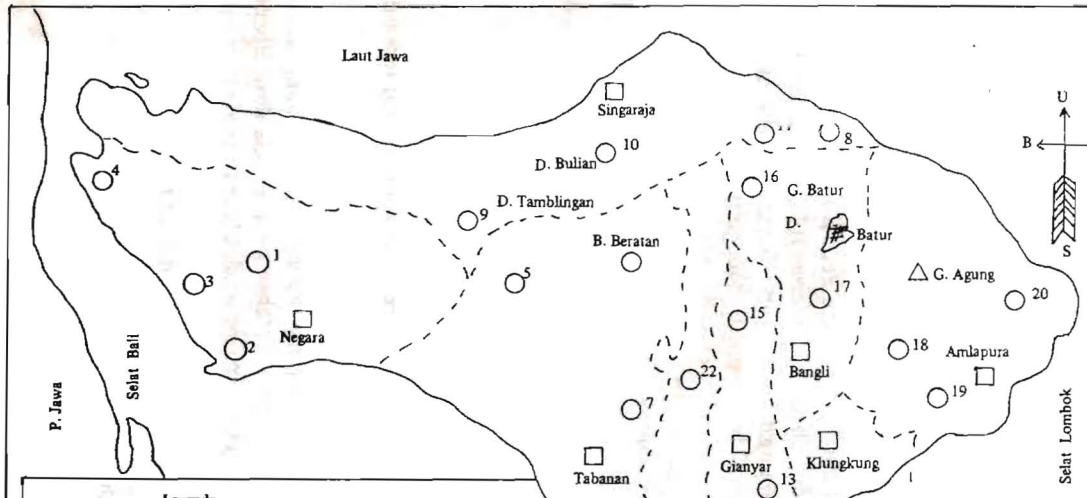 Laut Jawa
Singaraja
U
10
D. Bulian
8
B
4
16
G. Batur
D. Tamblingan
9
D.
Batur
S
B. Beratan
1
5
G. Agung
3
17
20
15
Negara
2
Selat Bali
P. Jawa
18
Bangli
Amlapura
22
19
7
Selat Lombok
Gianyar
Klungkung
Tabanan
13